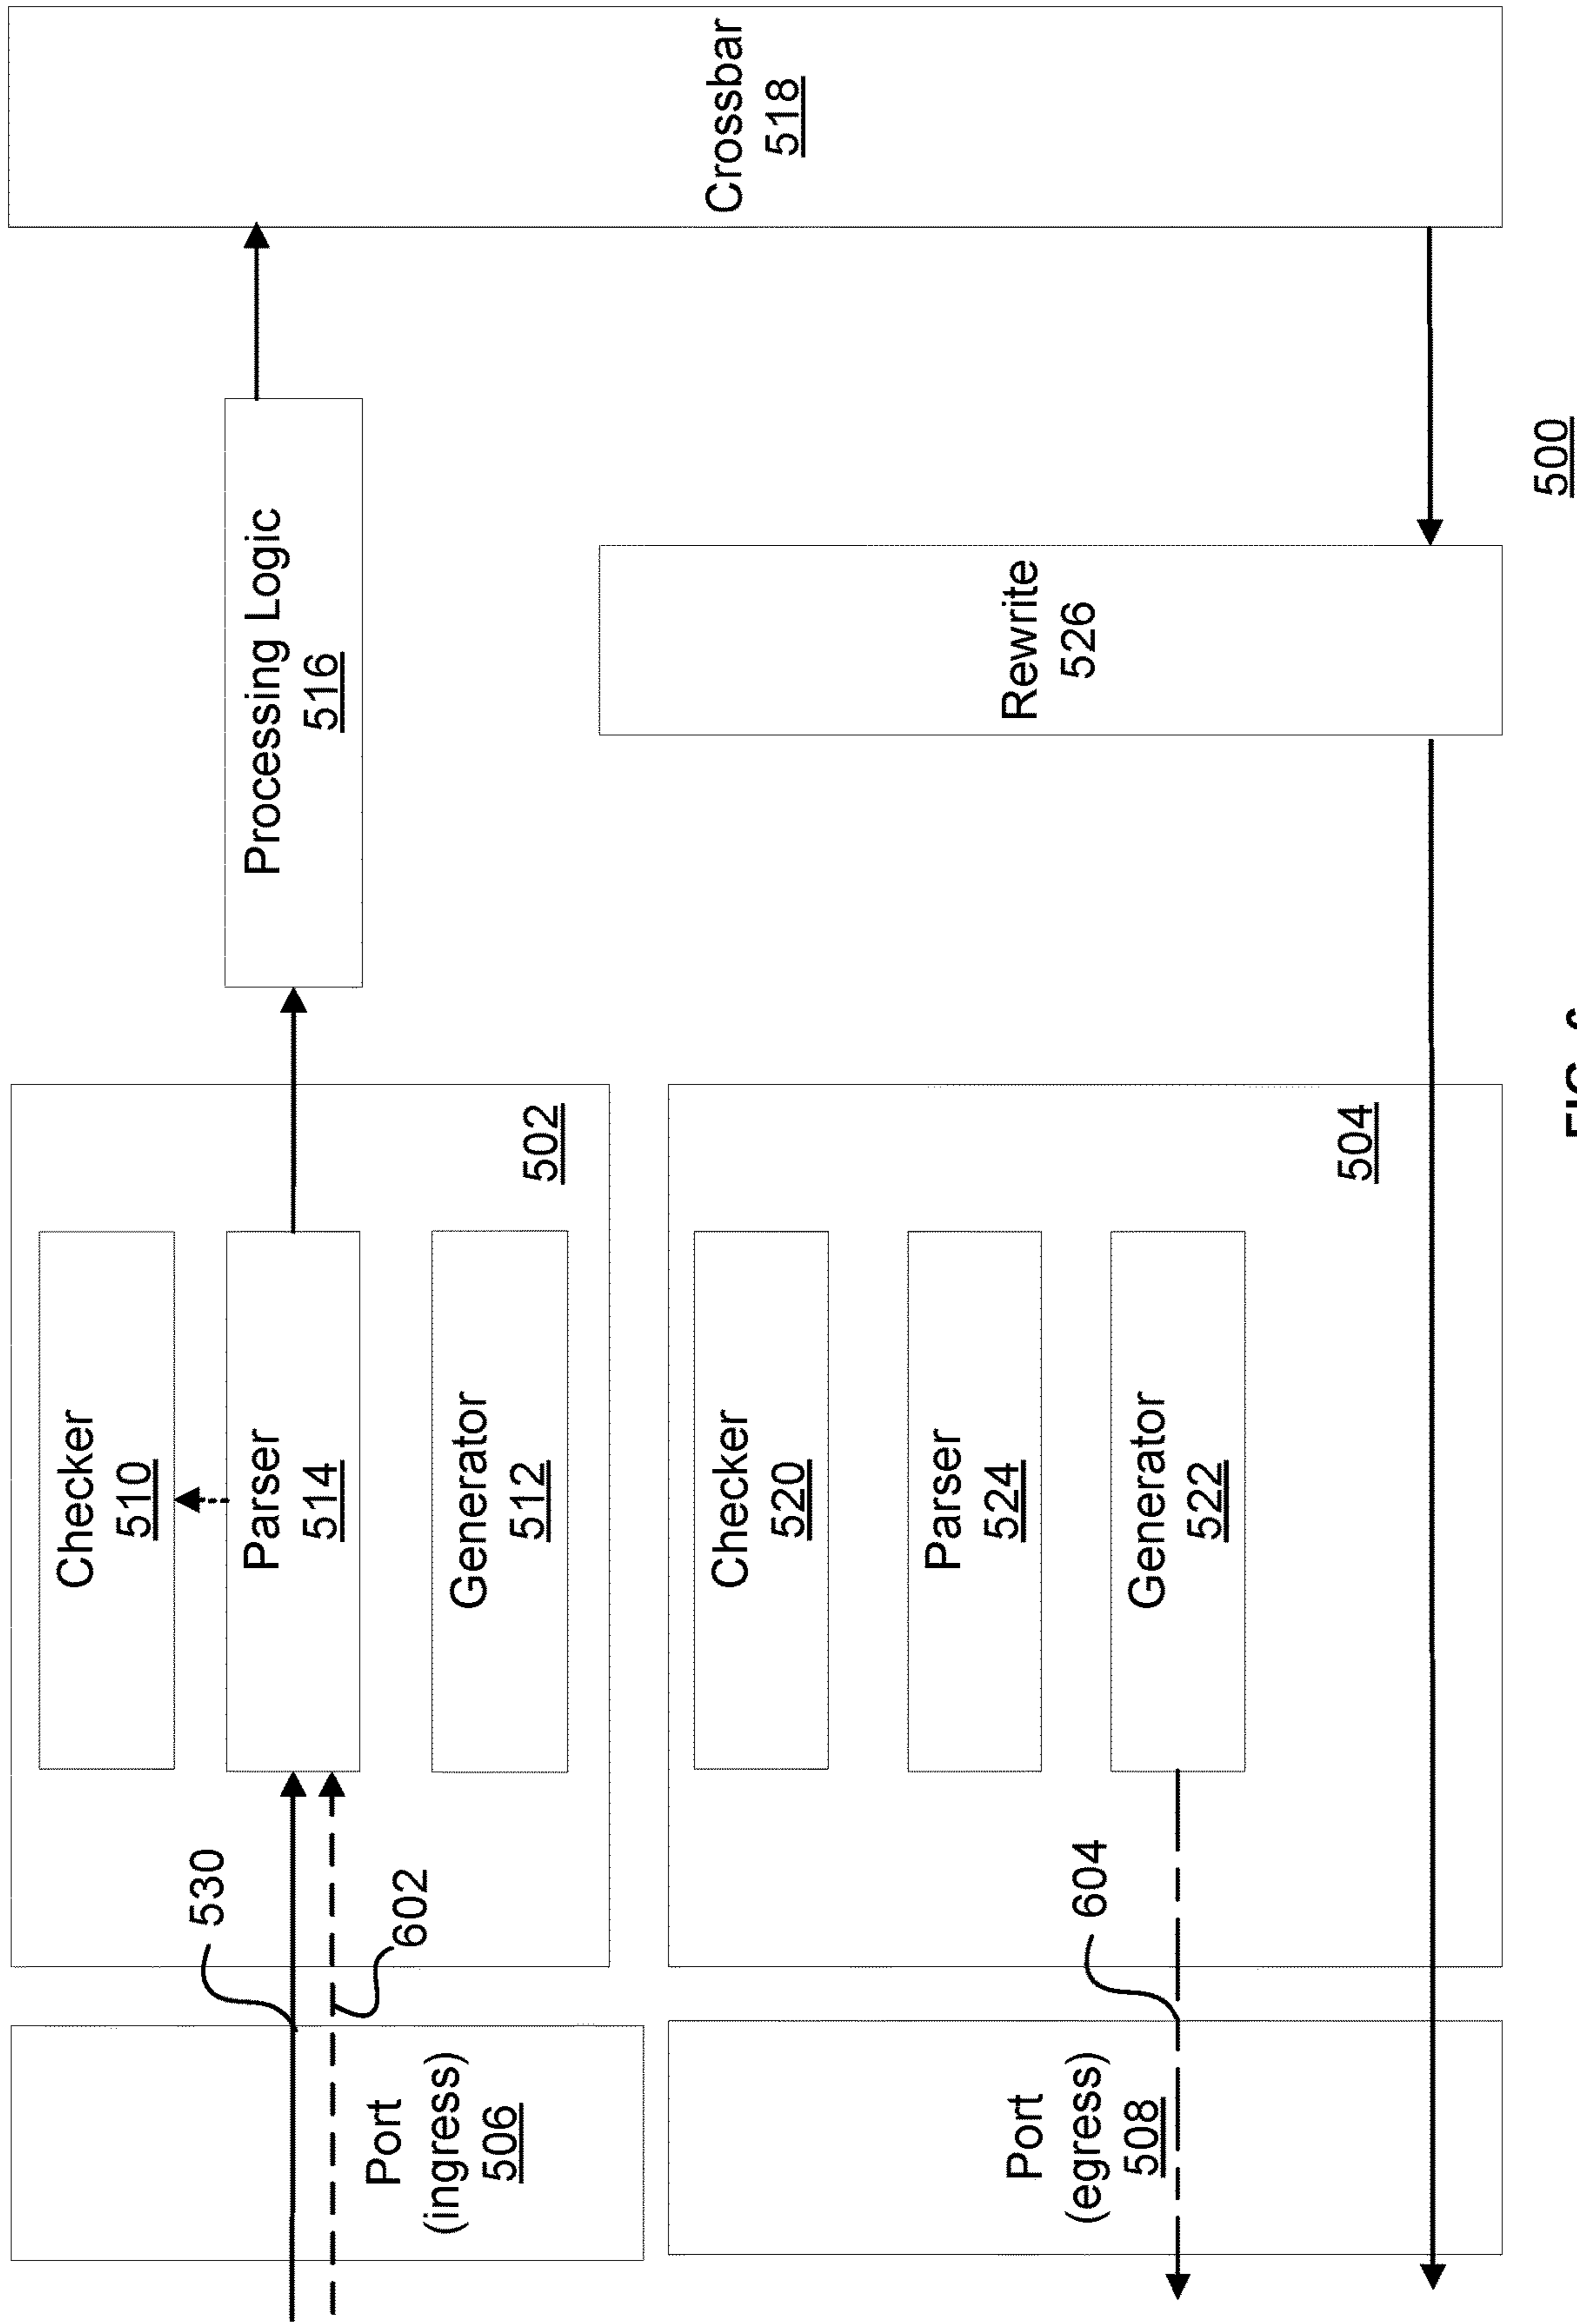 Port
(ingress)
506
530
602
Checker
510
Parser
514
Generator
512
502
Processing Logic
516
Crossbar
518
Port
(egress)
508
604
Checker
520
Parser
524
Generator
522
504
Rewrite
526
500
FIG.